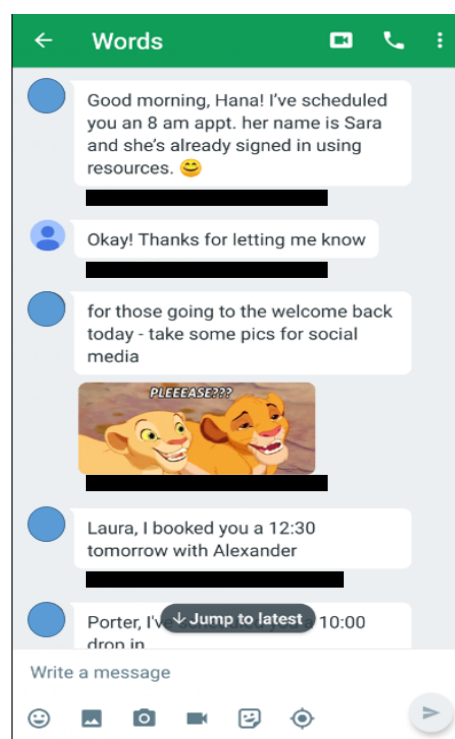 Words
Good morning, Hana! I've scheduled
you an 8 am appt. her name is Sara
and she's already signed in using
resources. 😊
Okay! Thanks for letting me know
for those going to the welcome back
today - take some pics for social
media
PLEEEASE???
Laura, I booked you a 12:30
tomorrow with Alexander
Porter, I've 10:00
↓ Jump to latest
drop in
Write a message